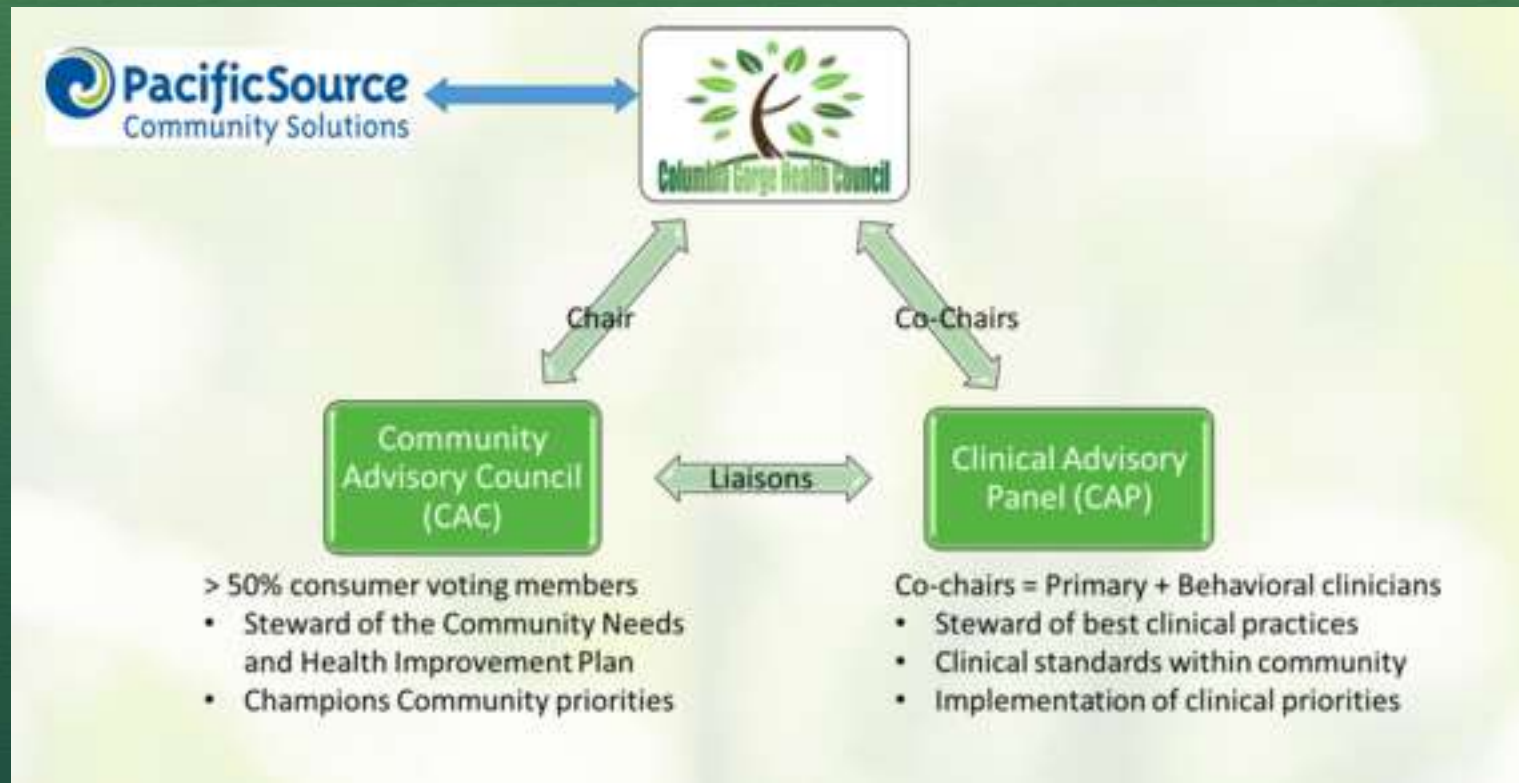 PacificSource
Community Solutions
Columbia Gorge Health Council
Chair
Co-Chairs
Community
Advisory Council
(CAC)
Liaisons
Clinical Advisory
Panel (CAP)
> 50% consumer voting members
• Steward of the Community Needs
and Health Improvement Plan
• Champions Community priorities
Co-chairs = Primary + Behavioral clinicians
• Steward of best clinical practices
• Clinical standards within community
• Implementation of clinical priorities